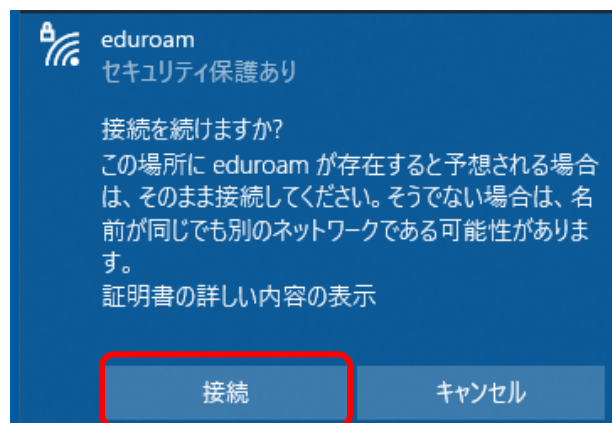 eduroam
セキュリティ保護あり
接続を続けますか?
この場所に eduroam が存在すると予想される場合
は、そのまま接続してください。そうでない場合は、名
前が同じでも別のネットワークである可能性がありま
す。
証明書の詳しい内容の表示
接続
キャンセル